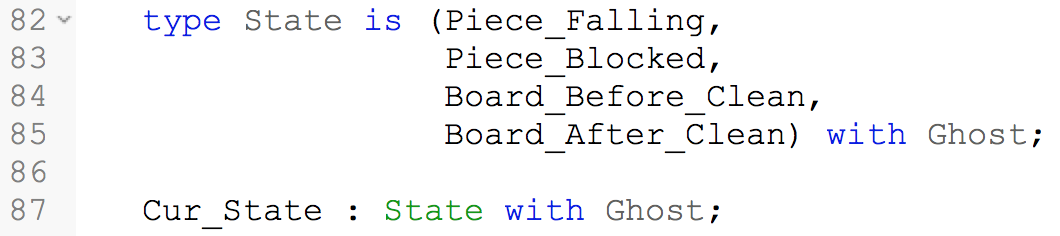 82 type State is (Piece_Falling,
83 Piece_Blocked,
84 Board_Before_Clean,
85 Board_After_Clean) with Ghost;
86
87 Cur_State : State with Ghost;